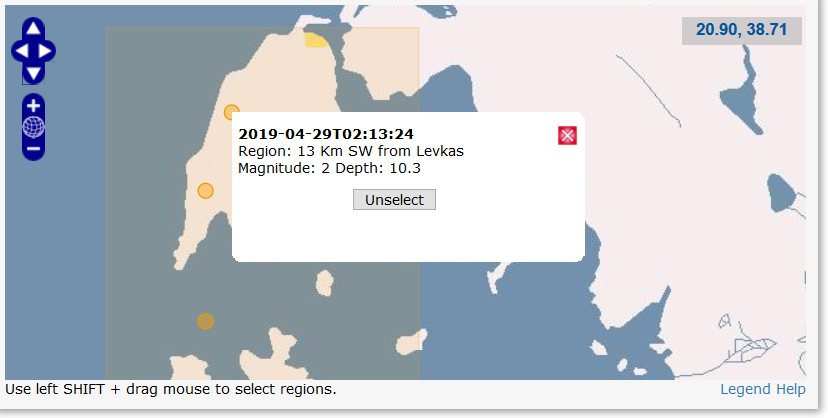 20.90, 38.71
2019-04-29T02:13:24
Region: 13 Km SW from Levkas
Magnitude: 2 Depth: 10.3
Unselect
Use left SHIFT + drag mouse to select regions.
Legend Help